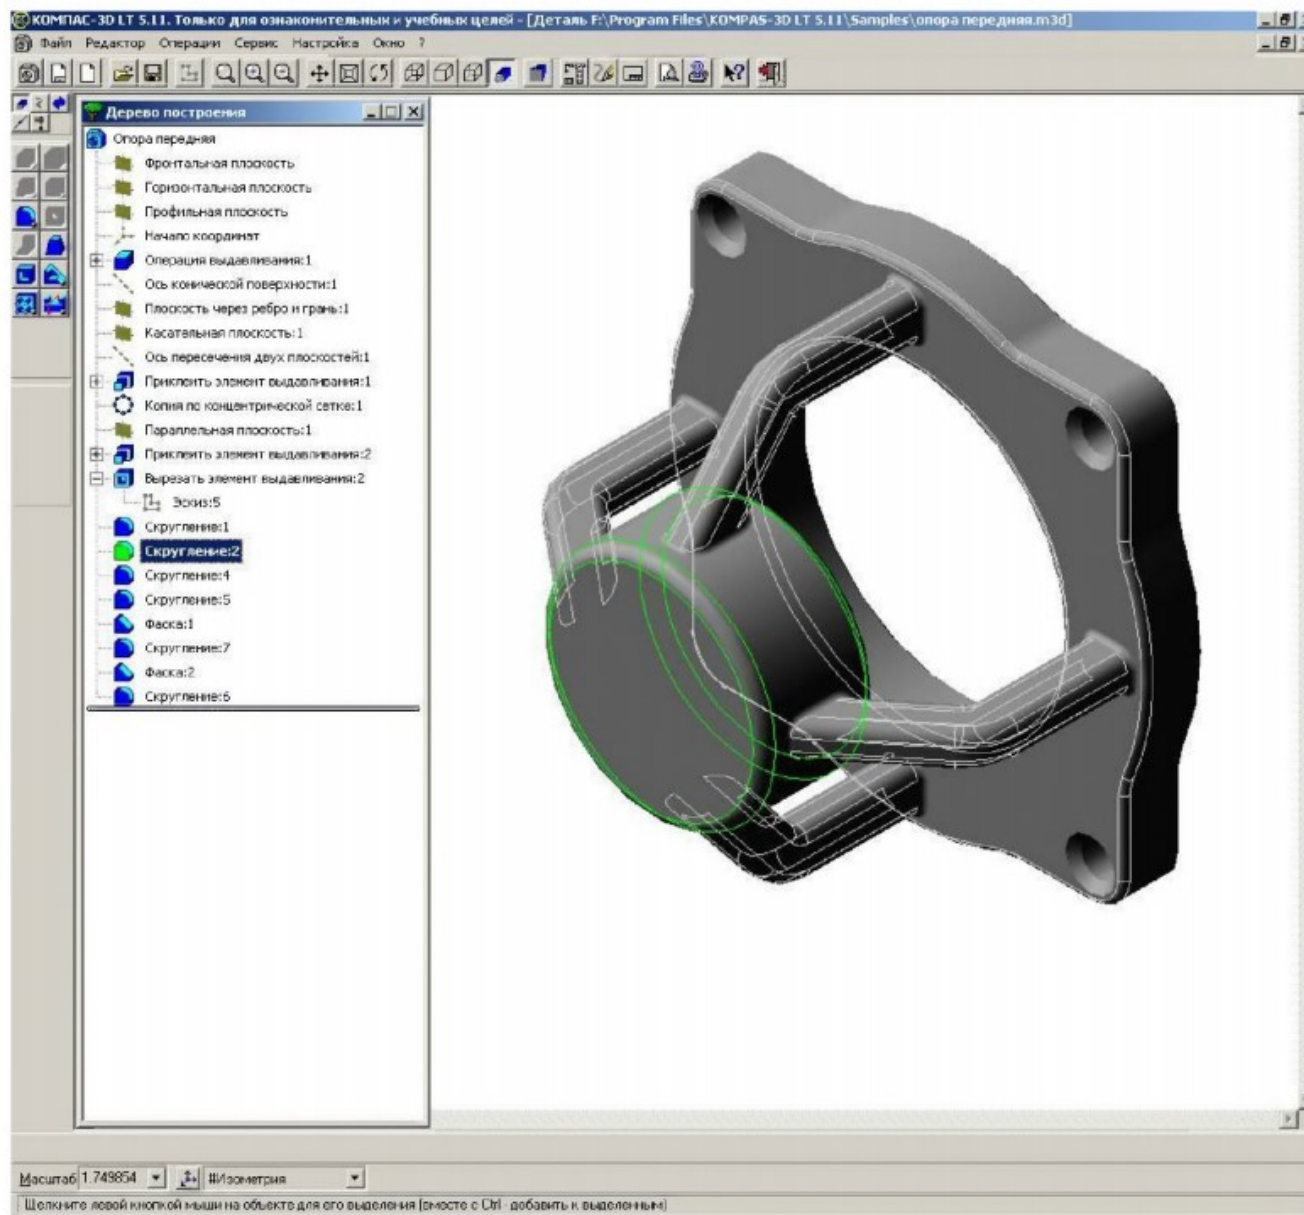 КОМПАС-3D LT 5.11. Только для ознакомительных и учебных целей - [Деталь F:\Program Files\KOMPAS-3D LT 5.11\Samples\опора передняя.m3d]
Файл Редактор Операции Сервис Настройка Окно ?
Дерево построения
Опора передняя
Фронтальная плоскость
Горизонтальная плоскость
Профильная плоскость
Начало координат
Операция выдавливания:1
Ось конической поверхности:1
Плоскость через ребро и грань:1
Касательная плоскость:1
Ось пересечения двух плоскостей:1
Приклеить элемент выдавливания:1
Копия по концентрической сетке:1
Параллельная плоскость:1
Приклеить элемент выдавливания:2
Вырезать элемент выдавливания:2
Эскиз:5
Скругление:1
Скругление:2
Скругление:4
Скругление:5
Фаска:1
Скругление:7
Фаска:2
Скругление:6
Масштаб 1.749854 #Изометрия
Щелкните левой кнопкой мыши на объекте для его выделения (вместе с Ctrl - добавить к выделенным)